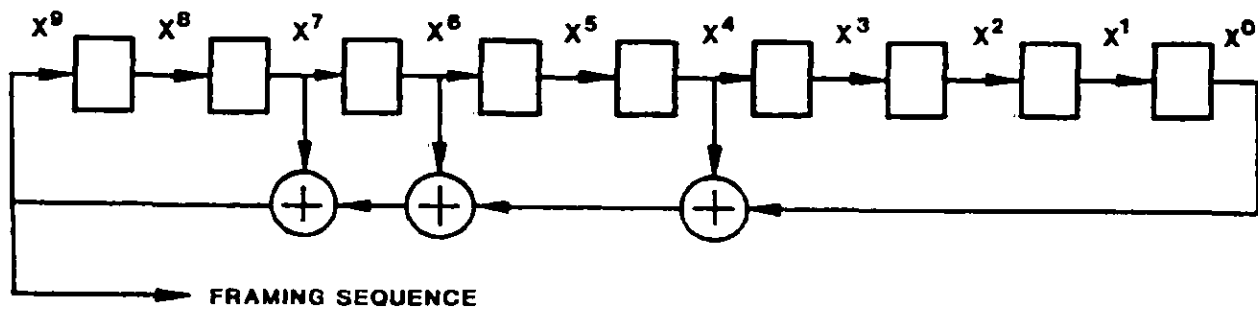 X⁹ X⁸ X⁷ X⁶ X⁵ X⁴ X³ X² X¹ X⁰
+ + +
FRAMING SEQUENCE